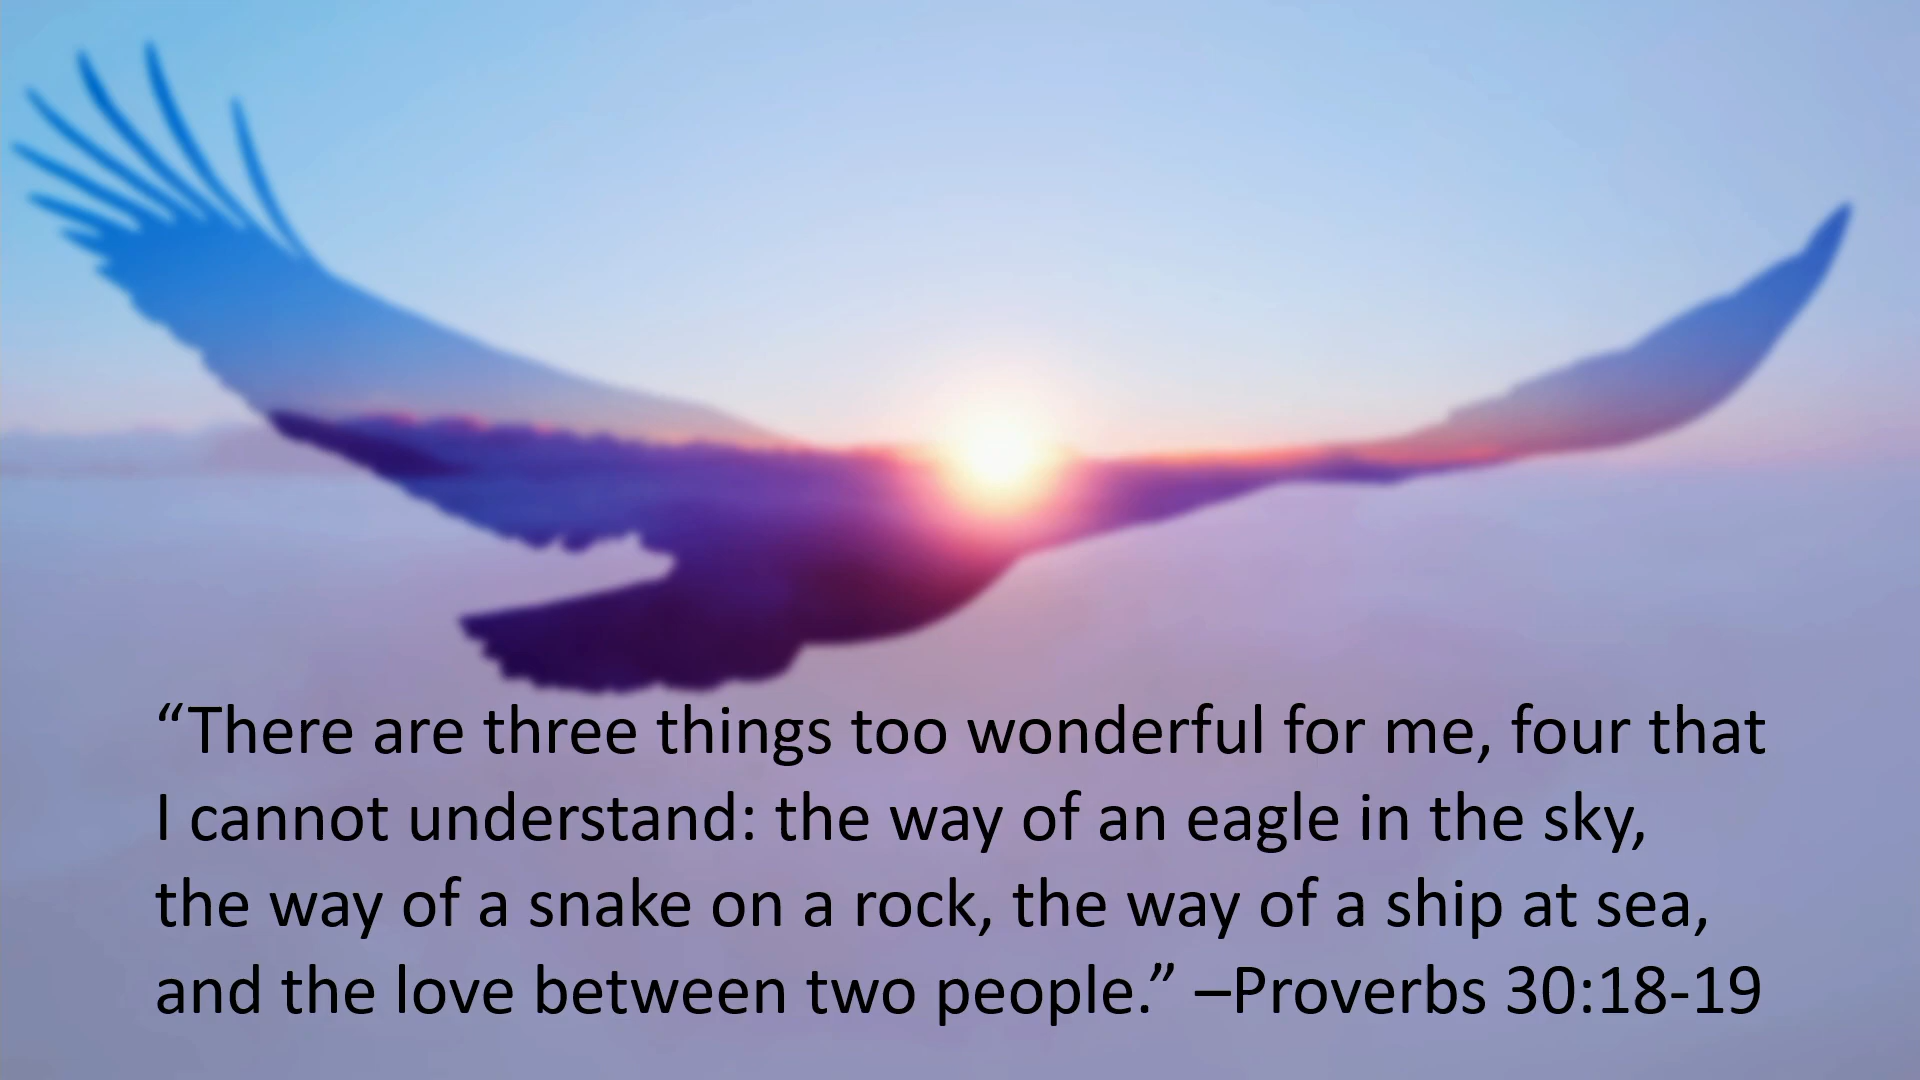 “There are three things too wonderful for me, four that
I cannot understand: the way of an eagle in the sky,
the way of a snake on a rock, the way of a ship at sea,
and the love between two people.” –Proverbs 30:18-19